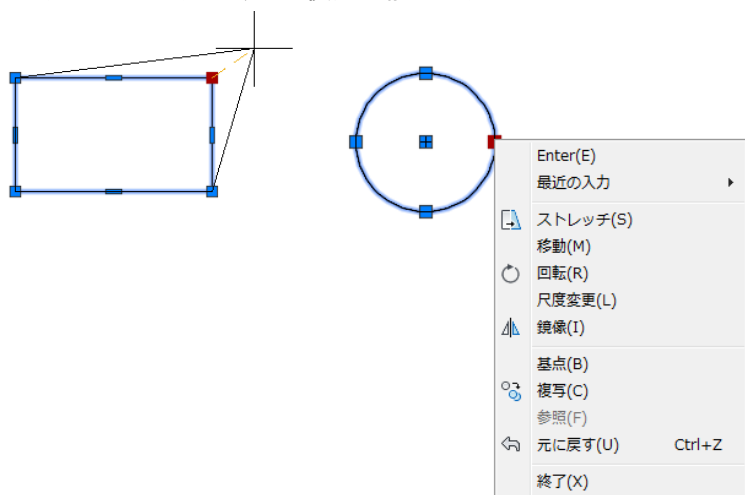 Enter(E)
最近の入力
ストレッチ(S)
移動(M)
回転(R)
尺度変更(L)
鏡像(I)
基点(B)
複写(C)
参照(F)
元に戻す(U) Ctrl+Z
終了(X)